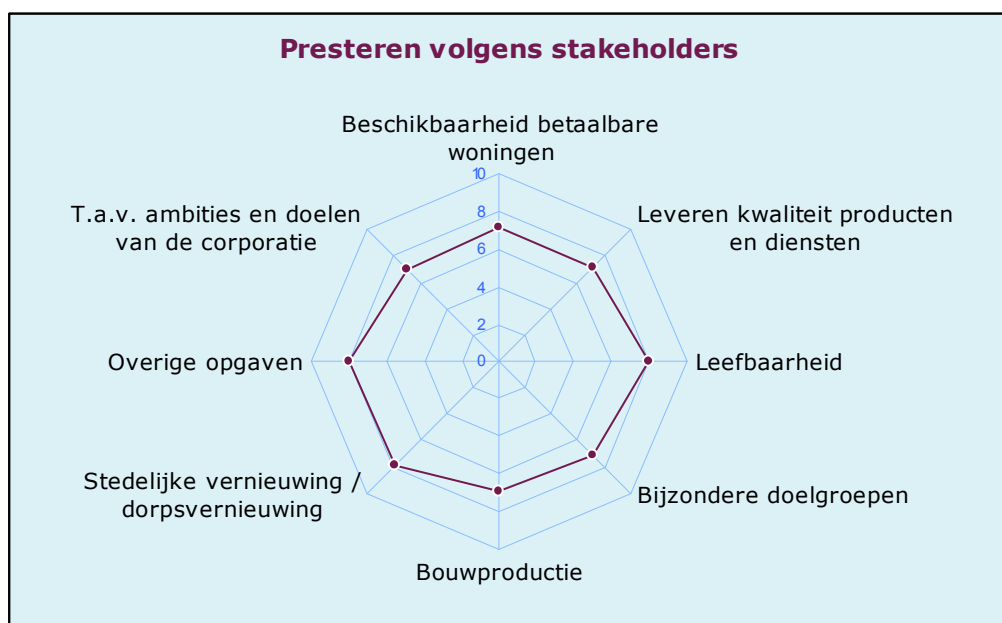 Presteren volgens stakeholders
Beschikbaarheid betaalbare
woningen
Leveren kwaliteit producten
en diensten
Leefbaarheid
Bijzondere doelgroepen
Bouwproductie
Stedelijke vernieuwing /
dorpsvernieuwing
Overige opgaven
T.a.v. ambities en doelen
van de corporatie
10
8
6
4
2
0